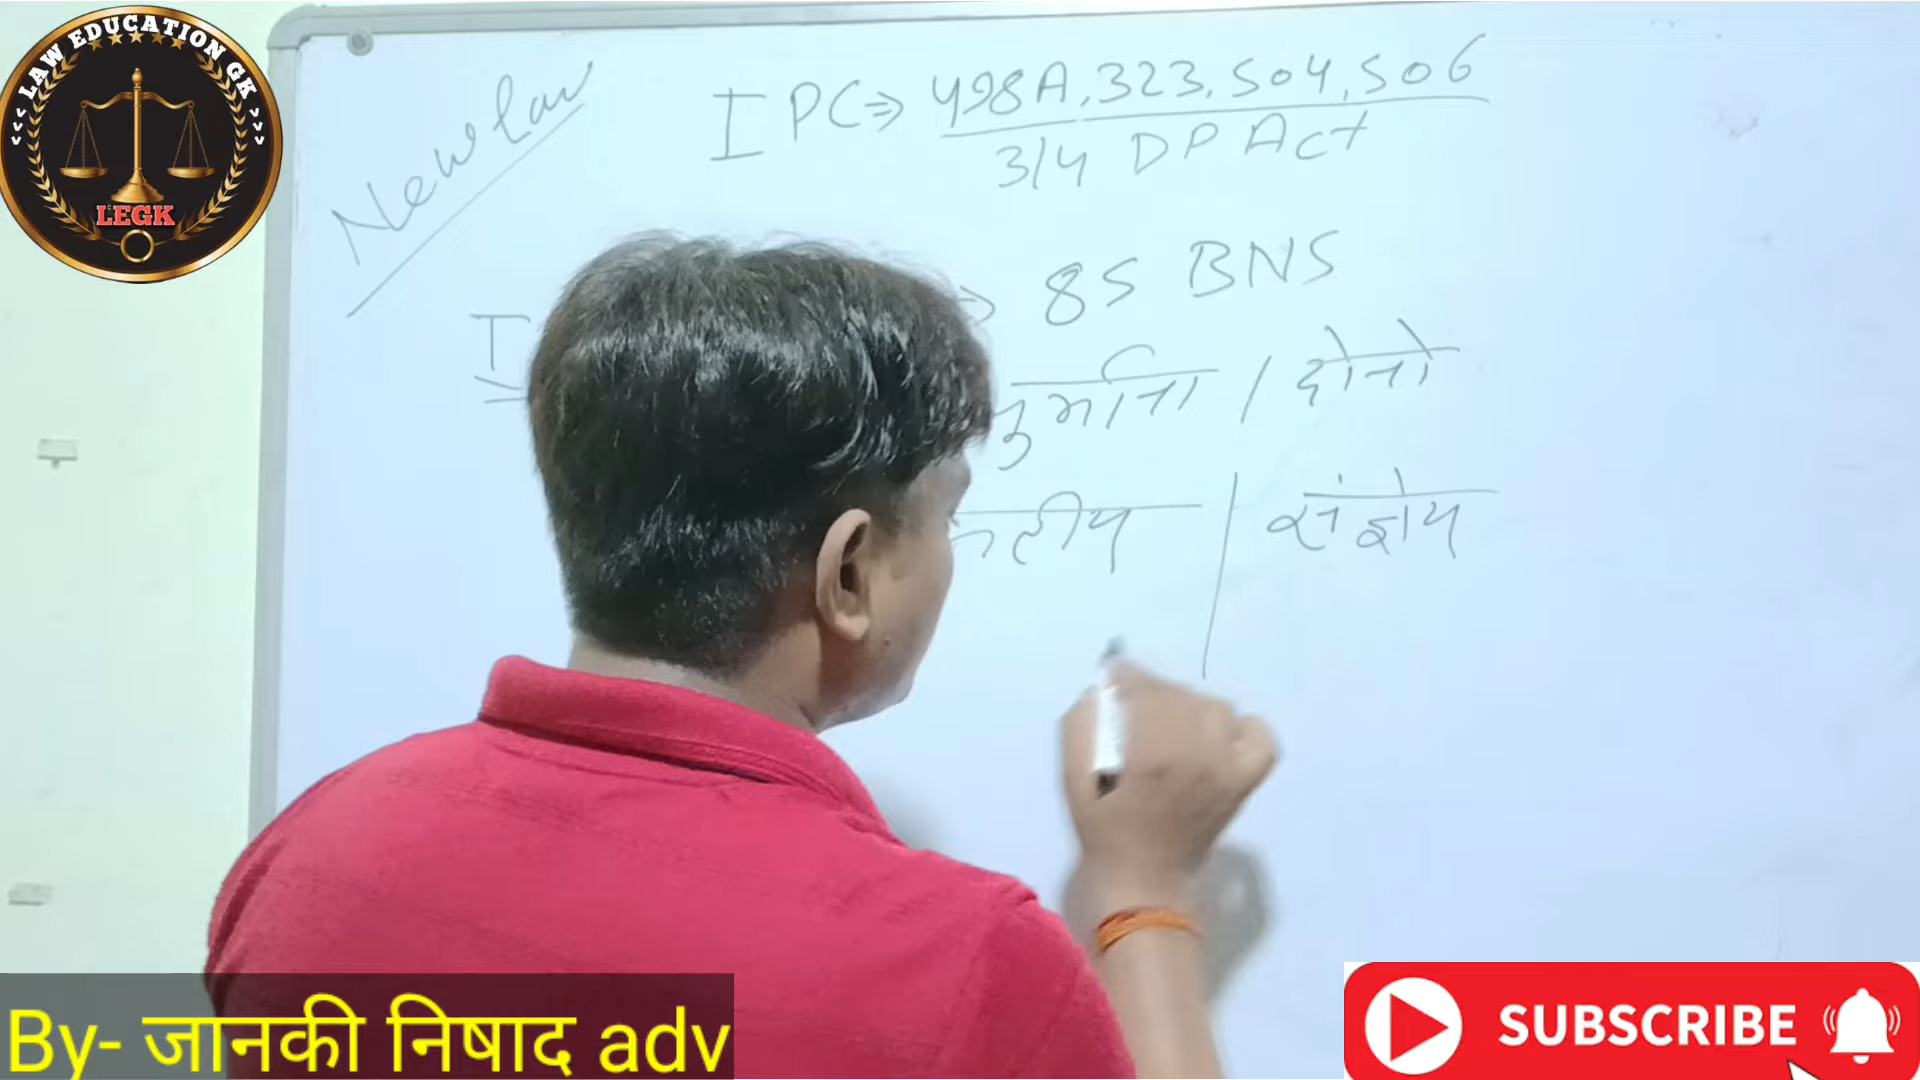 LAW EDUCATION GK
LEGK
New law
IPC ⇒ 498A, 323, 504, 506
3/4 DP Act
85 BNS
जुर्माना / दोनो
संज्ञेय
By- जानकी निषाद adv
SUBSCRIBE